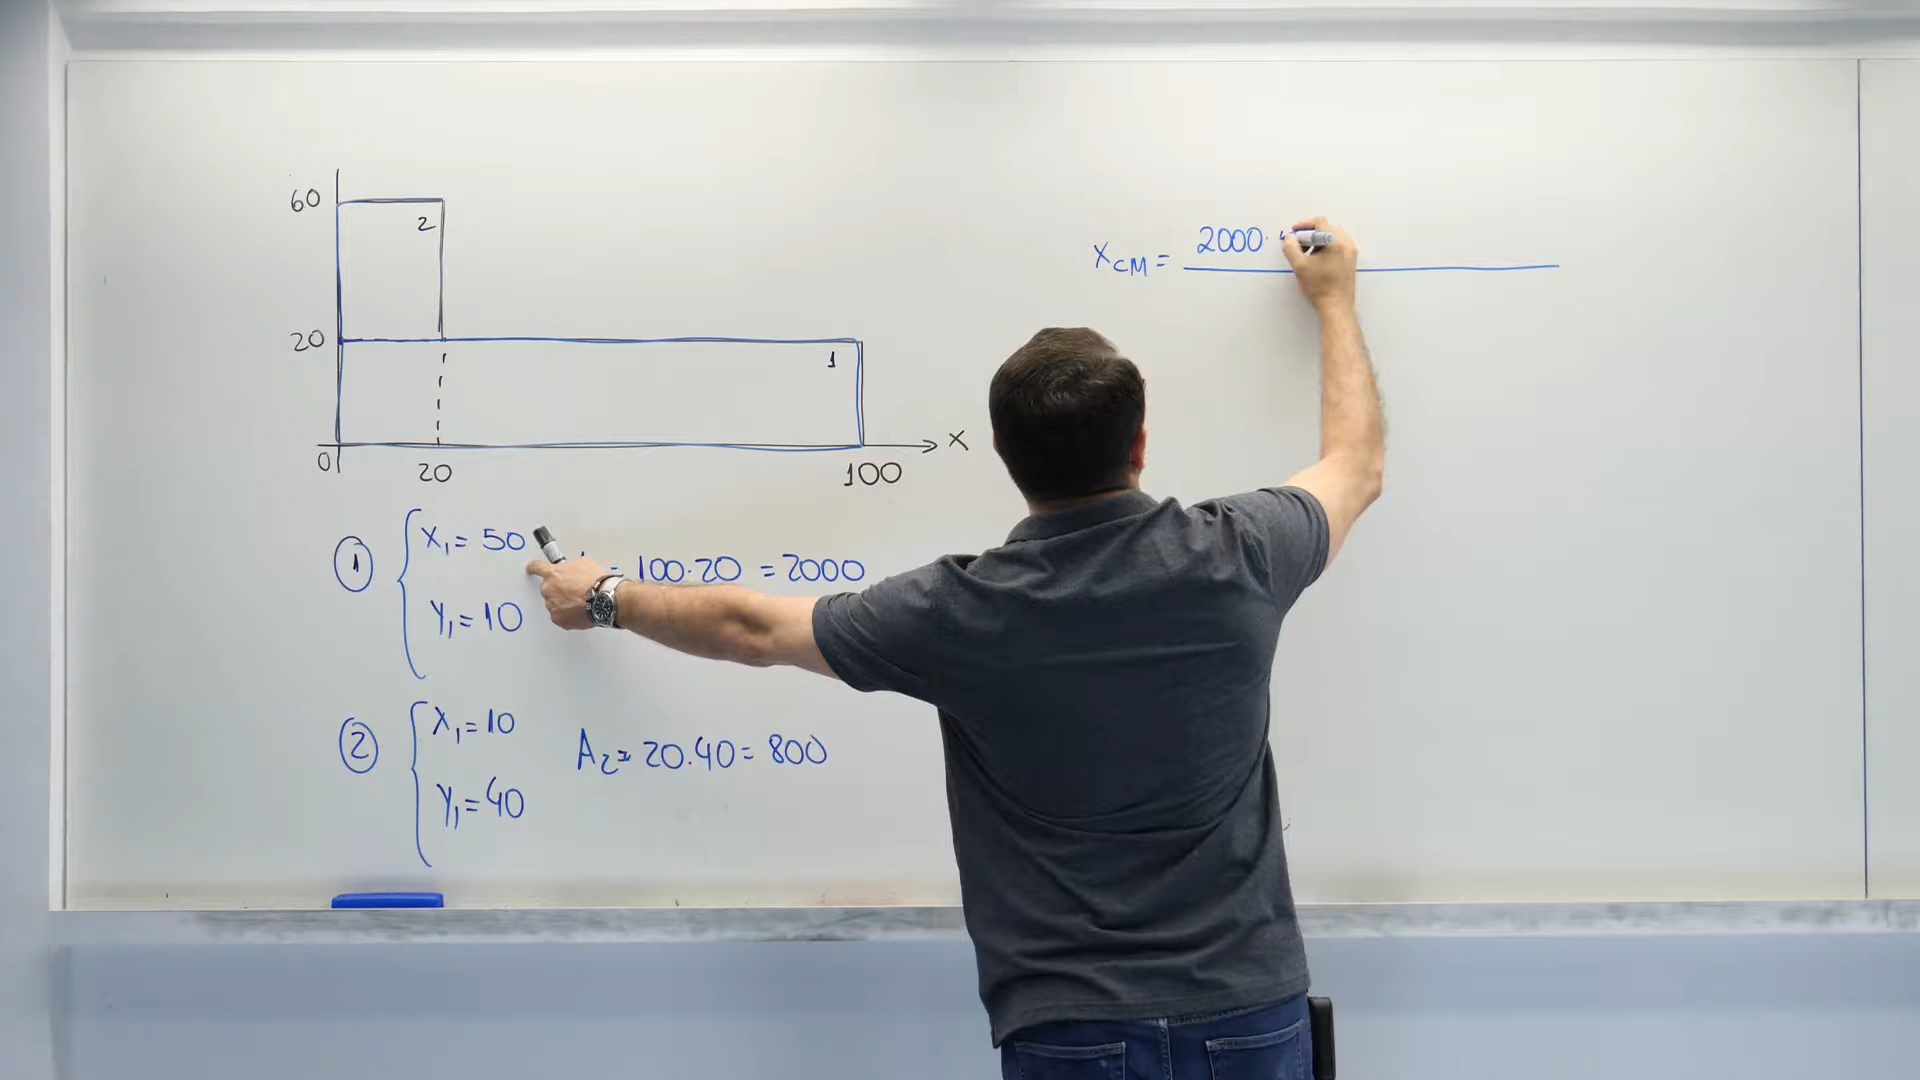 60
2
20
1
0
20
100
X
① X₁= 50
= 100·20 = 2000
Y₁= 10
② X₁= 10
A₂= 20.40= 800
Y₁= 40
X_CM = 2000·